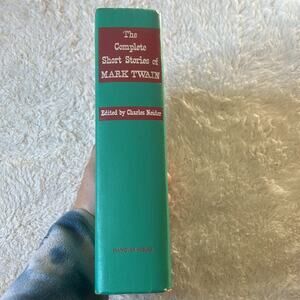 The
Complete
Short Stories of
MARK TWAIN
Edited by Charles Neider